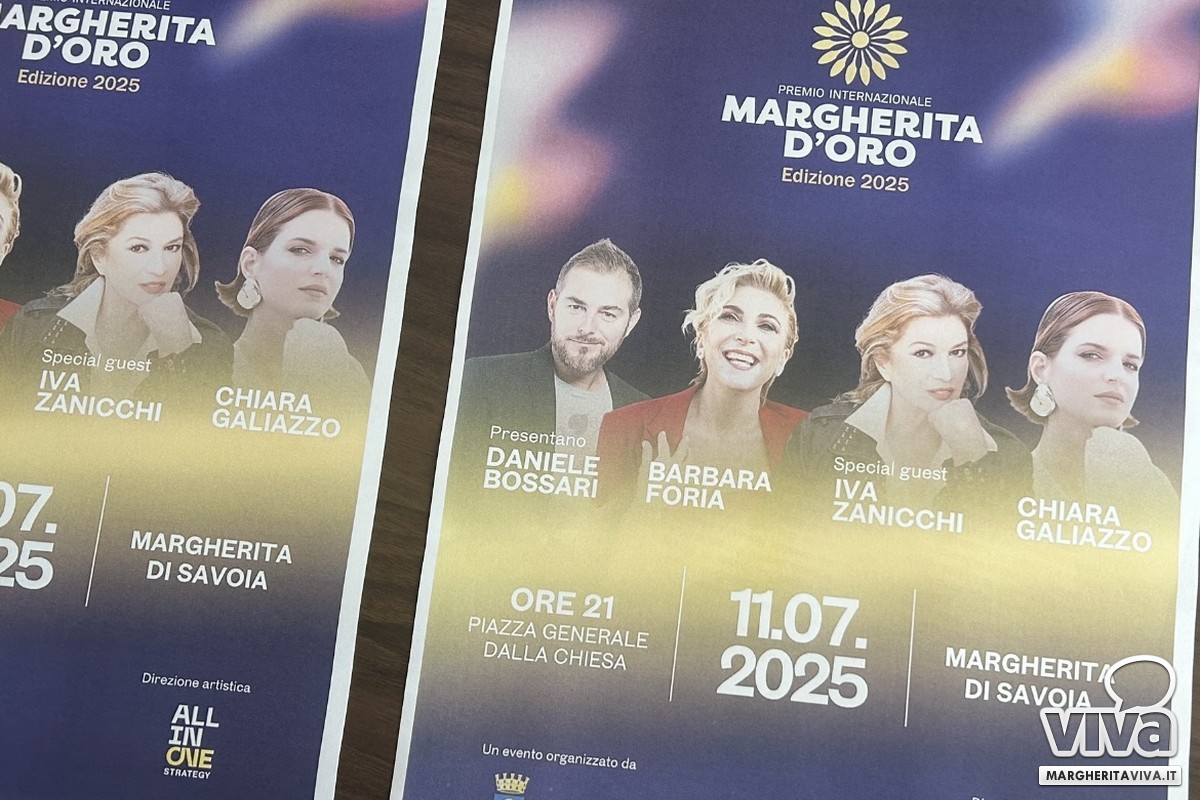 PREMIO INTERNAZIONALE
MARGHERITA
D'ORO
Edizione 2025
Special guest
IVA
ZANICCHI
CHIARA
GALIAZZO
07.
25
MARGHERITA
DI SAVOIA
Direzione artistica
ALL
IN
ONE
STRATEGY
PREMIO INTERNAZIONALE
MARGHERITA
D'ORO
Edizione 2025
Presentano
DANIELE
BOSSARI
BARBARA
FORIA
Special guest
IVA
ZANICCHI
CHIARA
GALIAZZO
ORE 21
PIAZZA GENERALE
DALLA CHIESA
11.07.
2025
MARGHERITA
DI SAVOIA
Un evento organizzato da
viva
MARGHERITAVIVA.IT